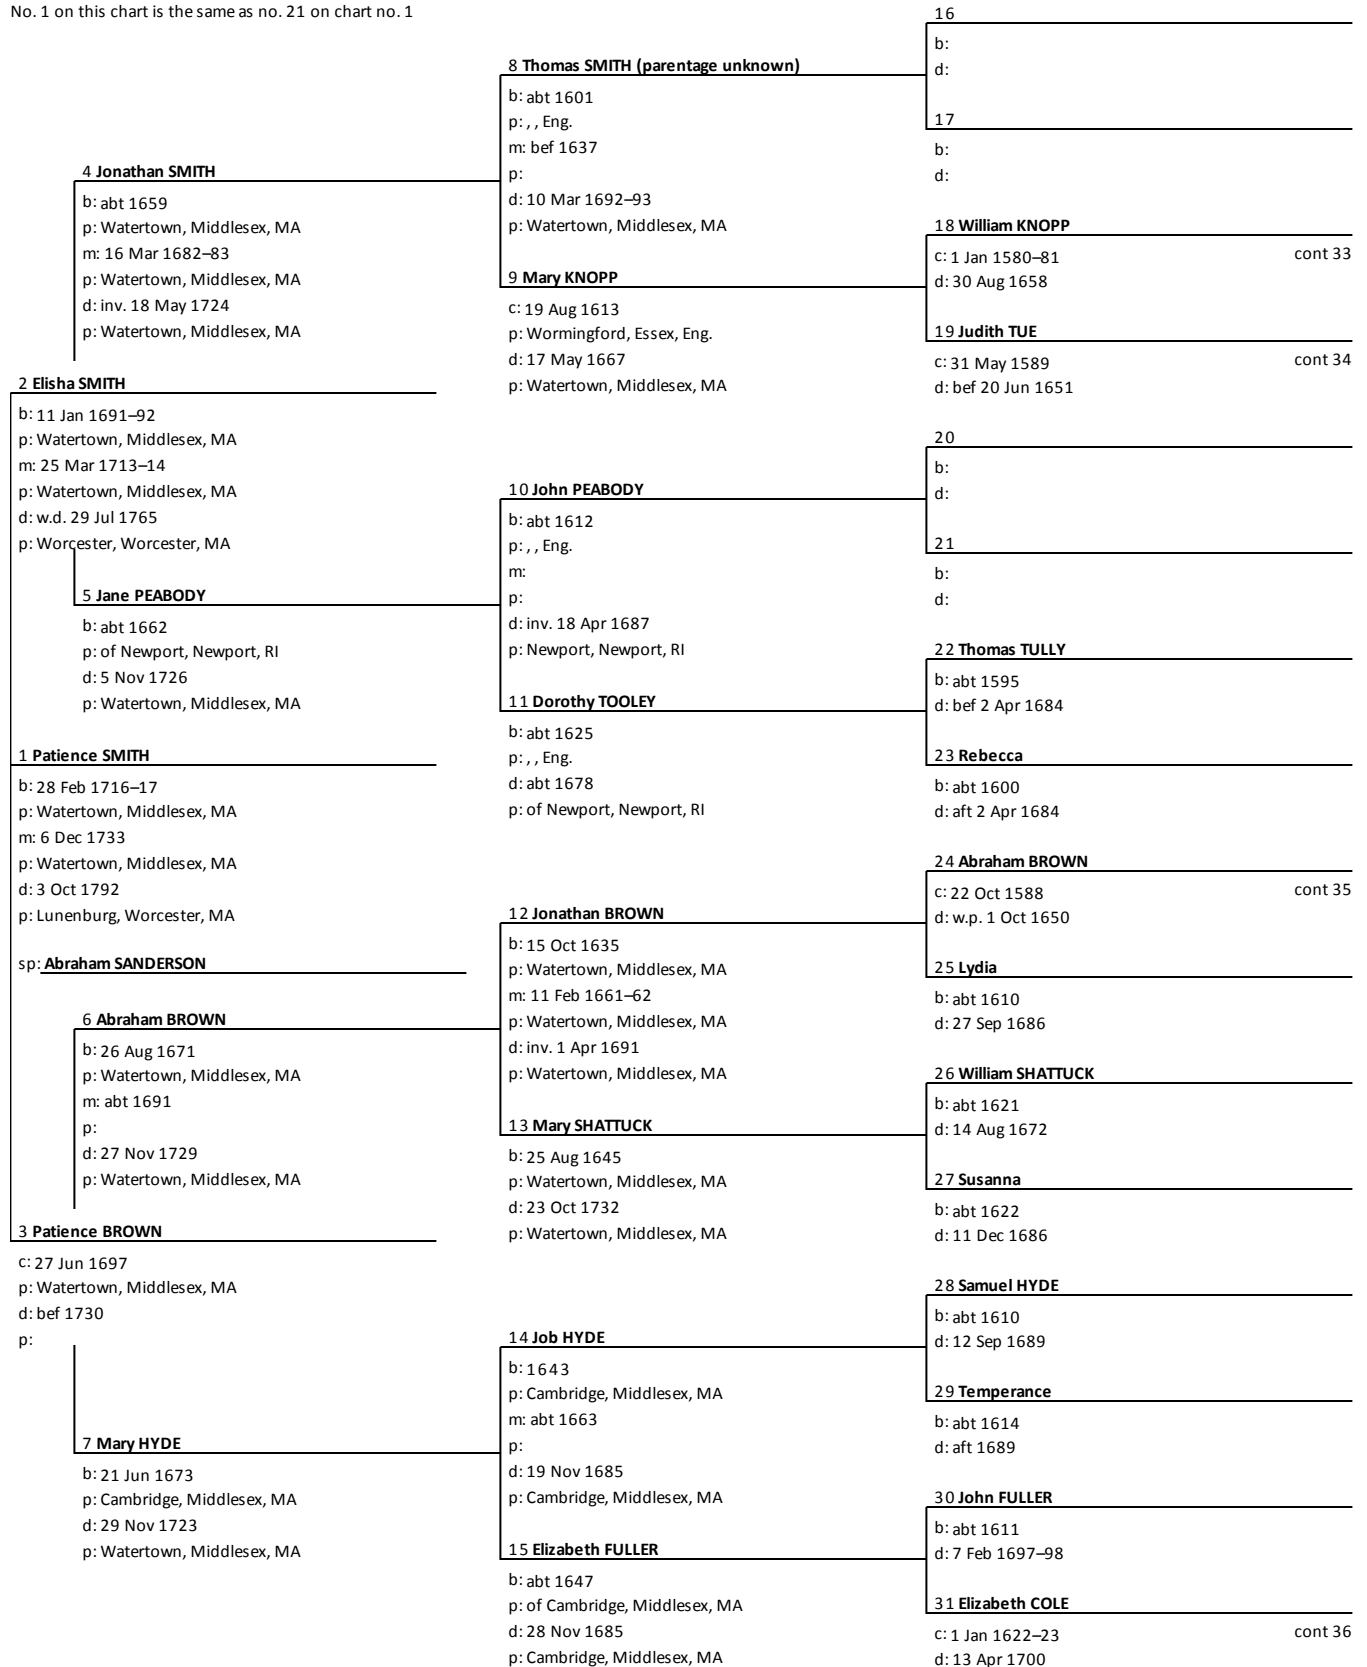 No. 1 on this chart is the same as no. 21 on chart no. 1
16
b:
d:
8 Thomas SMITH (parentage unknown)
b: abt 1601
p: , , Eng.
m: bef 1637
p:
d: 10 Mar 1692–93
p: Watertown, Middlesex, MA
17
b:
d:
4 Jonathan SMITH
b: abt 1659
p: Watertown, Middlesex, MA
m: 16 Mar 1682–83
p: Watertown, Middlesex, MA
d: inv. 18 May 1724
p: Watertown, Middlesex, MA
18 William KNOPP
c: 1 Jan 1580–81 cont 33
d: 30 Aug 1658
9 Mary KNOPP
c: 19 Aug 1613
p: Wormingford, Essex, Eng.
d: 17 May 1667
p: Watertown, Middlesex, MA
19 Judith TUE
c: 31 May 1589 cont 34
d: bef 20 Jun 1651
2 Elisha SMITH
b: 11 Jan 1691–92
p: Watertown, Middlesex, MA
m: 25 Mar 1713–14
p: Watertown, Middlesex, MA
d: w.d. 29 Jul 1765
p: Worcester, Worcester, MA
20
b:
d:
10 John PEABODY
b: abt 1612
p: , , Eng.
m:
p:
d: inv. 18 Apr 1687
p: Newport, Newport, RI
21
b:
d:
5 Jane PEABODY
b: abt 1662
p: of Newport, Newport, RI
d: 5 Nov 1726
p: Watertown, Middlesex, MA
22 Thomas TULLY
b: abt 1595
d: bef 2 Apr 1684
11 Dorothy TOOLEY
b: abt 1625
p: , , Eng.
d: abt 1678
p: of Newport, Newport, RI
23 Rebecca
b: abt 1600
d: aft 2 Apr 1684
1 Patience SMITH
b: 28 Feb 1716–17
p: Watertown, Middlesex, MA
m: 6 Dec 1733
p: Watertown, Middlesex, MA
d: 3 Oct 1792
p: Lunenburg, Worcester, MA
sp: Abraham SANDERSON
24 Abraham BROWN
c: 22 Oct 1588 cont 35
d: w.p. 1 Oct 1650
12 Jonathan BROWN
b: 15 Oct 1635
p: Watertown, Middlesex, MA
m: 11 Feb 1661–62
p: Watertown, Middlesex, MA
d: inv. 1 Apr 1691
p: Watertown, Middlesex, MA
25 Lydia
b: abt 1610
d: 27 Sep 1686
6 Abraham BROWN
b: 26 Aug 1671
p: Watertown, Middlesex, MA
m: abt 1691
p:
d: 27 Nov 1729
p: Watertown, Middlesex, MA
26 William SHATTUCK
b: abt 1621
d: 14 Aug 1672
13 Mary SHATTUCK
b: 25 Aug 1645
p: Watertown, Middlesex, MA
d: 23 Oct 1732
p: Watertown, Middlesex, MA
27 Susanna
b: abt 1622
d: 11 Dec 1686
3 Patience BROWN
c: 27 Jun 1697
p: Watertown, Middlesex, MA
d: bef 1730
p:
28 Samuel HYDE
b: abt 1610
d: 12 Sep 1689
14 Job HYDE
b: 1643
p: Cambridge, Middlesex, MA
m: abt 1663
p:
d: 19 Nov 1685
p: Cambridge, Middlesex, MA
29 Temperance
b: abt 1614
d: aft 1689
7 Mary HYDE
b: 21 Jun 1673
p: Cambridge, Middlesex, MA
d: 29 Nov 1723
p: Watertown, Middlesex, MA
30 John FULLER
b: abt 1611
d: 7 Feb 1697–98
15 Elizabeth FULLER
b: abt 1647
p: of Cambridge, Middlesex, MA
d: 28 Nov 1685
p: Cambridge, Middlesex, MA
31 Elizabeth COLE
c: 1 Jan 1622–23 cont 36
d: 13 Apr 1700